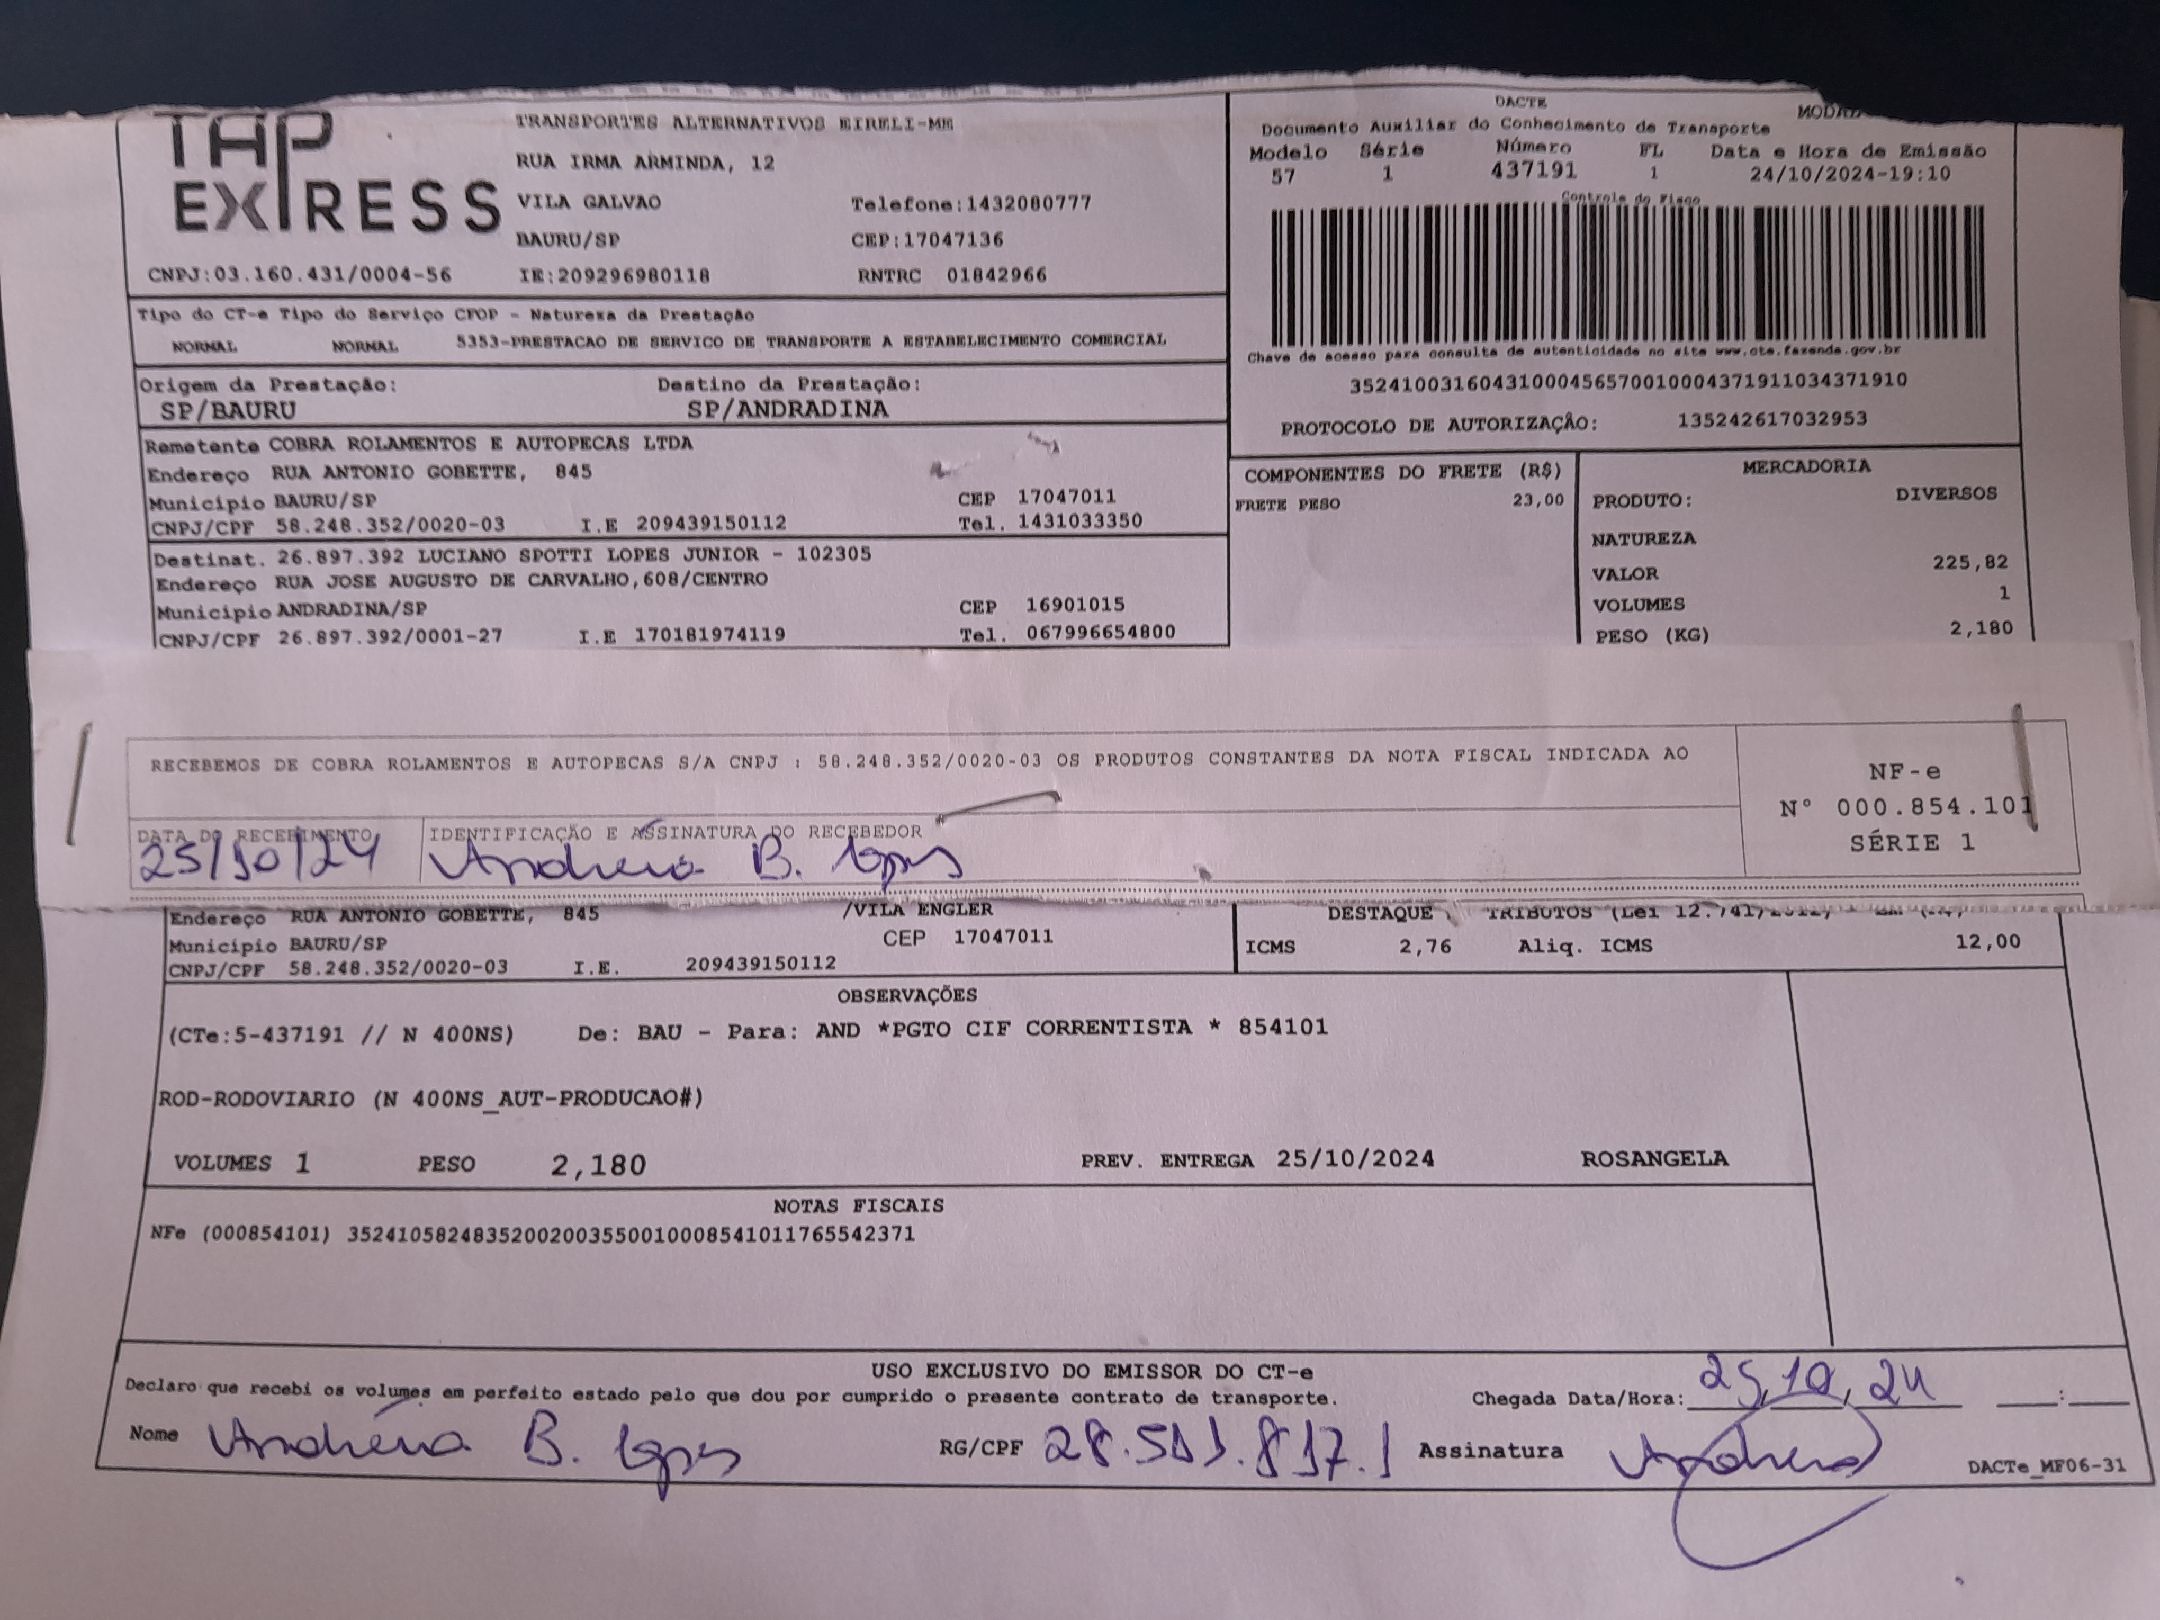 TAP EXPRESS
TRANSPORTES ALTERNATIVOS EIRELI-ME
RUA IRMA ARMINDA, 12
VILA GALVAO Telefone:1432080777
BAURU/SP CEP:17047136
CNPJ:03.160.431/0004-56 IE:209296980118 RNTRC 01842966
DACTE
Documento Auxiliar do Conhecimento de Transporte
Modelo Série Número FL Data e Hora de Emissão
57 1 437191 1 24/10/2024-19:10
Controle do Fisco
Chave de acesso para consulta de autenticidade no site www.cte.fazenda.gov.br
35241003160431000456570010004371911034371910
PROTOCOLO DE AUTORIZAÇÃO: 135242617032953
Tipo do CT-e Tipo do Serviço CFOP - Natureza da Prestação
NORMAL NORMAL 5353-PRESTACAO DE SERVICO DE TRANSPORTE A ESTABELECIMENTO COMERCIAL
Origem da Prestação: Destino da Prestação:
SP/BAURU SP/ANDRADINA
Remetente COBRA ROLAMENTOS E AUTOPECAS LTDA
Endereço RUA ANTONIO GOBETTE, 845
Município BAURU/SP CEP 17047011
CNPJ/CPF 58.248.352/0020-03 I.E 209439150112 Tel. 1431033350
Destinat. 26.897.392 LUCIANO SPOTTI LOPES JUNIOR - 102305
Endereço RUA JOSE AUGUSTO DE CARVALHO,608/CENTRO
Município ANDRADINA/SP CEP 16901015
CNPJ/CPF 26.897.392/0001-27 I.E 170181974119 Tel. 067996654800
COMPONENTES DO FRETE (R$)
FRETE PESO 23,00
MERCADORIA
PRODUTO: DIVERSOS
NATUREZA
VALOR 225,82
VOLUMES 1
PESO (KG) 2,180
RECEBEMOS DE COBRA ROLAMENTOS E AUTOPECAS S/A CNPJ : 58.248.352/0020-03 OS PRODUTOS CONSTANTES DA NOTA FISCAL INDICADA AO
NF-e
N° 000.854.101
SÉRIE 1
DATA DO RECEBIMENTO IDENTIFICAÇÃO E ASSINATURA DO RECEBEDOR
25/10/24 Andreia B. Lopes
Endereço RUA ANTONIO GOBETTE, 845 /VILA ENGLER
Município BAURU/SP CEP 17047011
CNPJ/CPF 58.248.352/0020-03 I.E. 209439150112
DESTAQUE TRIBUTOS (Lei
ICMS 2,76 Aliq. ICMS 12,00
OBSERVAÇÕES
(CTe:5-437191 // N 400NS) De: BAU - Para: AND *PGTO CIF CORRENTISTA * 854101
ROD-RODOVIARIO (N 400NS_AUT-PRODUCAO#)
VOLUMES 1 PESO 2,180 PREV. ENTREGA 25/10/2024 ROSANGELA
NOTAS FISCAIS
NFe (000854101) 35241058248352002003550010008541011765542371
USO EXCLUSIVO DO EMISSOR DO CT-e
Declaro que recebi os volumes em perfeito estado pelo que dou por cumprido o presente contrato de transporte. Chegada Data/Hora: 25,10,24 :
Nome Andréia B. Lopes RG/CPF 28.511.817.1 Assinatura Andreia
DACTe_MF06-31